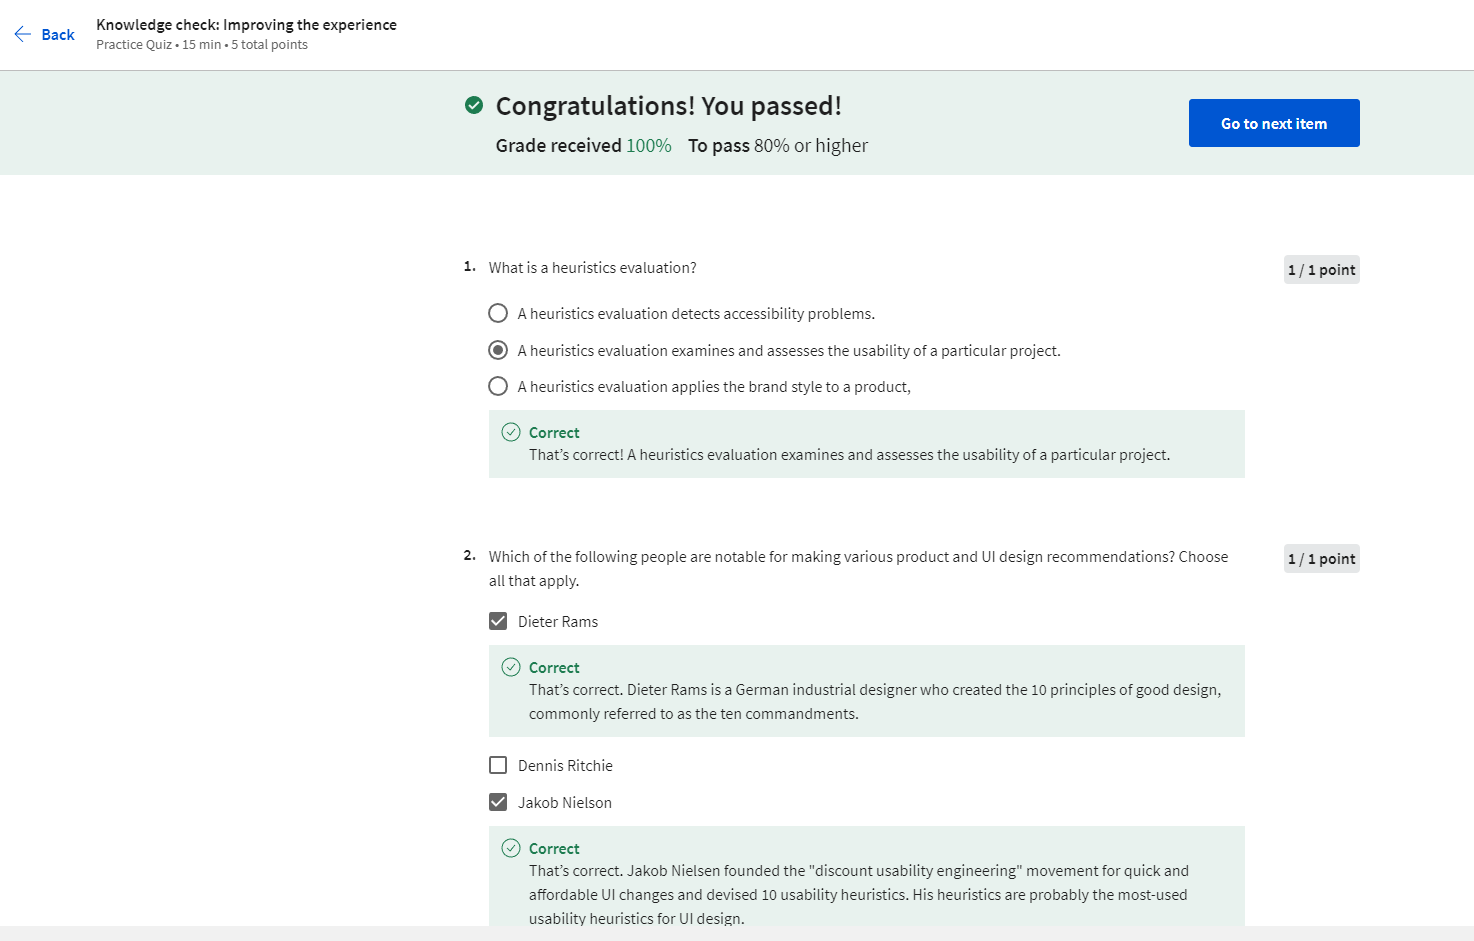 Back
Knowledge check: Improving the experience
Practice Quiz • 15 min • 5 total points
Congratulations! You passed!
Grade received 100% To pass 80% or higher
Go to next item
1. What is a heuristics evaluation?
1 / 1 point
A heuristics evaluation detects accessibility problems.
A heuristics evaluation examines and assesses the usability of a particular project.
A heuristics evaluation applies the brand style to a product,
Correct
That’s correct! A heuristics evaluation examines and assesses the usability of a particular project.
2. Which of the following people are notable for making various product and UI design recommendations? Choose
all that apply.
1 / 1 point
Dieter Rams
Correct
That’s correct. Dieter Rams is a German industrial designer who created the 10 principles of good design,
commonly referred to as the ten commandments.
Dennis Ritchie
Jakob Nielson
Correct
That’s correct. Jakob Nielsen founded the "discount usability engineering" movement for quick and
affordable UI changes and devised 10 usability heuristics. His heuristics are probably the most-used
usability heuristics for UI design.